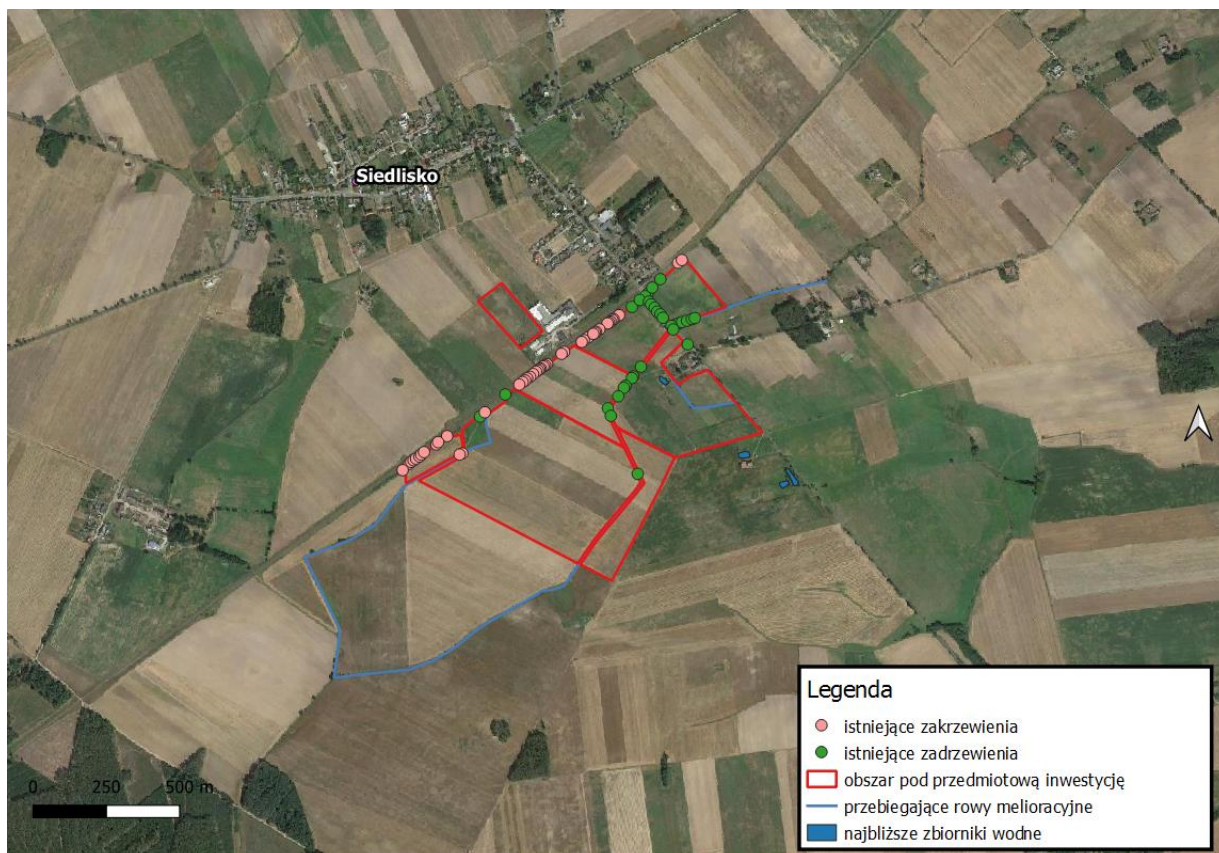 Siedlisko
Legenda
istniejące zakrzewienia
istniejące zadrzewienia
obszar pod przedmiotową inwestycję
przebiegające rowy melioracyjne
najbliższe zbiorniki wodne
0 250 500 m